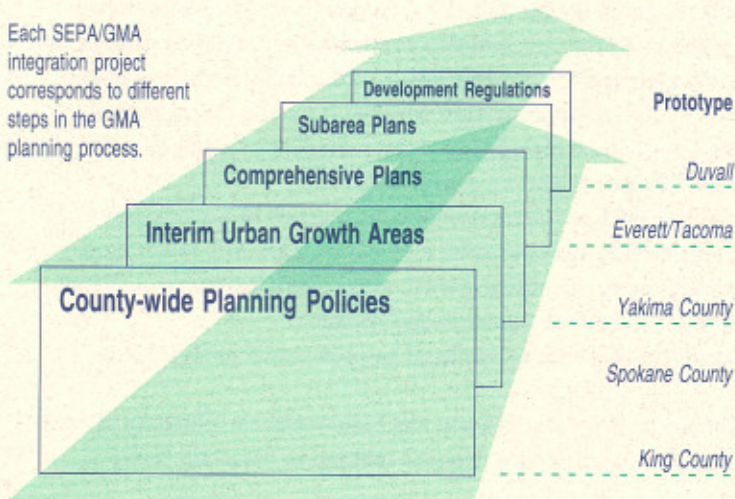 Each SEPA/GMA
integration project
corresponds to different
steps in the GMA
planning process.
Development Regulations
Subarea Plans
Comprehensive Plans
Interim Urban Growth Areas
County-wide Planning Policies
Prototype
Duvall
Everett/Tacoma
Yakima County
Spokane County
King County